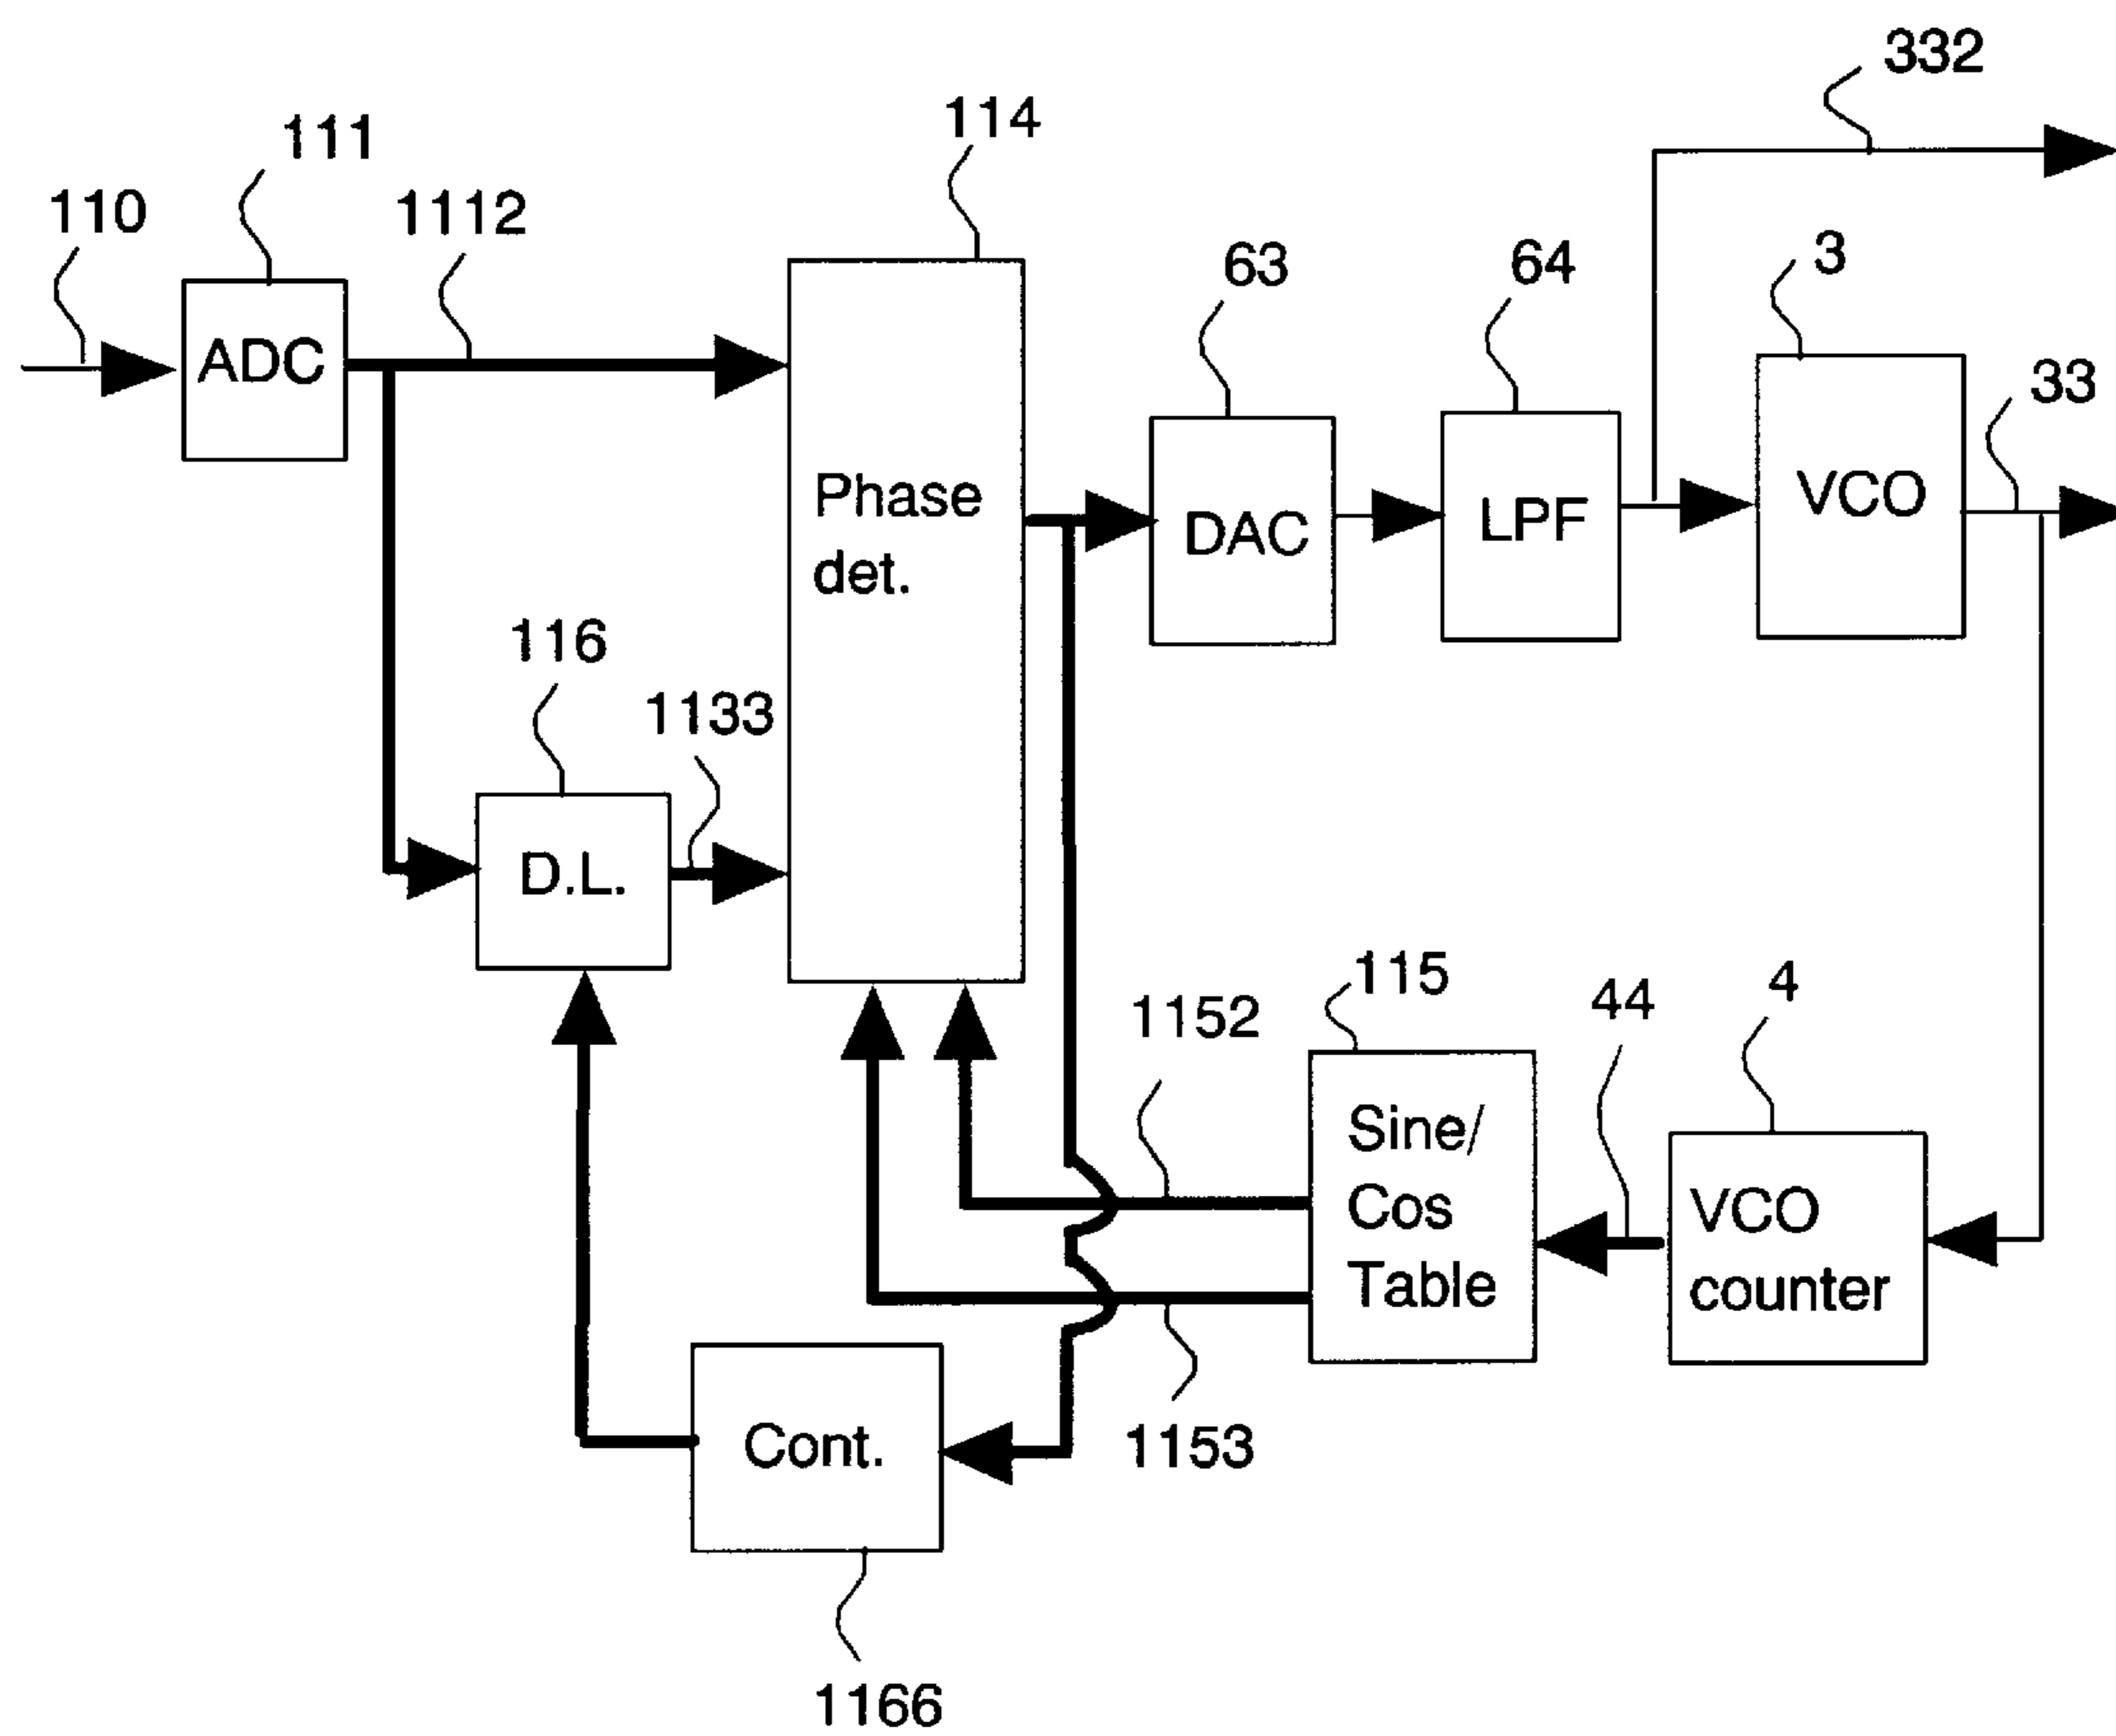 332
114
111
110
1112
63
64
3
33
ADC
Phase
det.
DAC
LPF
VCO
116
1133
D.L.
115
1152
44
4
Sine/
Cos
Table
VCO
counter
Cont.
1153
1166